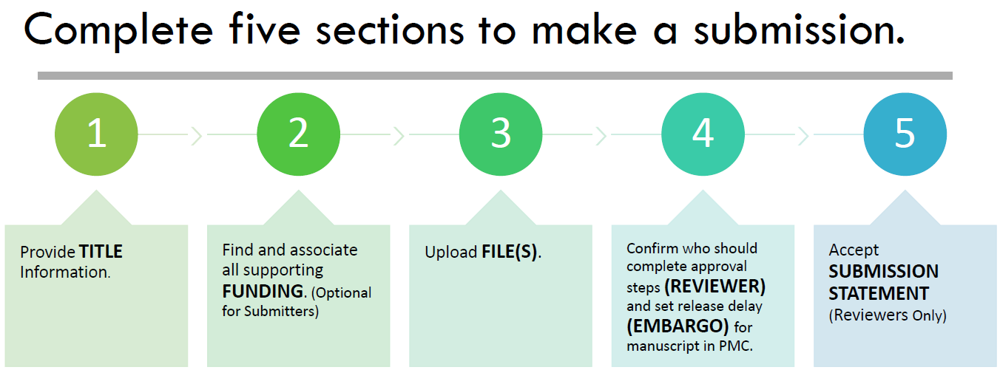 Complete five sections to make a submission.
1
2
3
4
5
Provide TITLE
Information.
Find and associate
all supporting
FUNDING. (Optional
for Submitters)
Upload FILE(S).
Confirm who should
complete approval
steps (REVIEWER)
and set release delay
(EMBARGO) for
manuscript in PMC.
Accept
SUBMISSION
STATEMENT
(Reviewers Only)